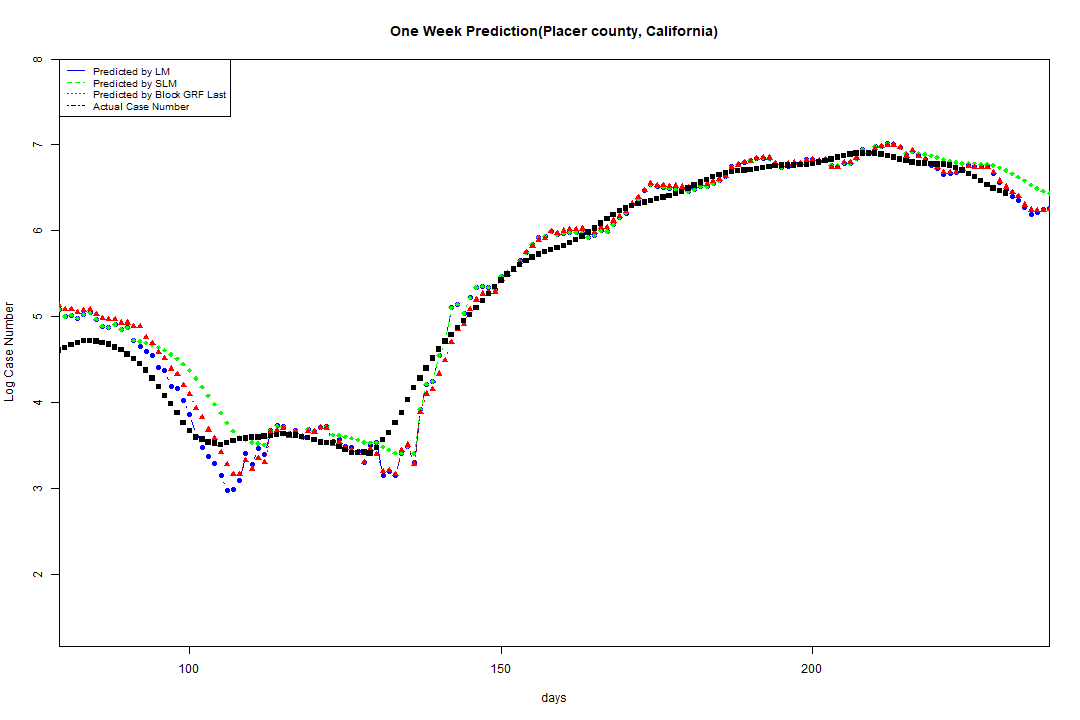 One Week Prediction(Placer county, California)
Predicted by LM
Predicted by SLM
Predicted by Block GRF Last
Actual Case Number
8
7
6
5
4
3
2
Log Case Number
100
150
200
days